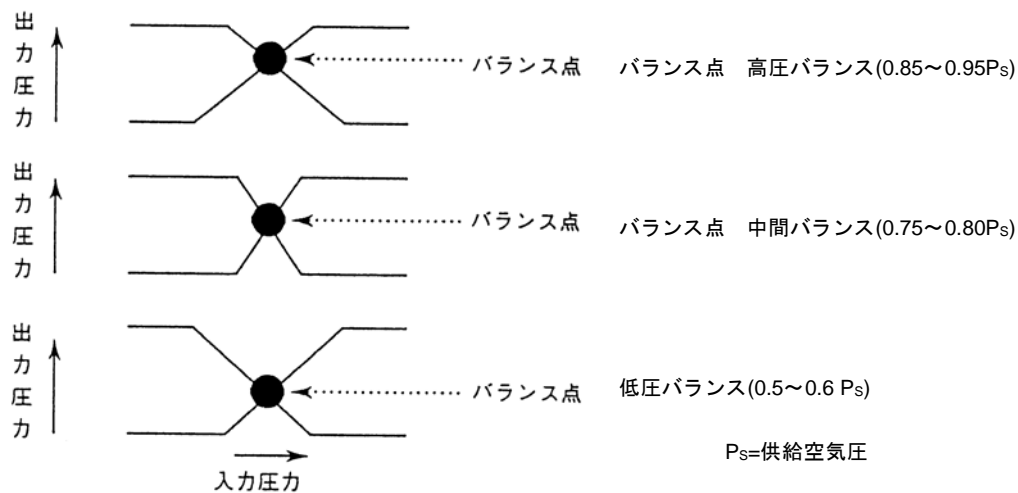 出力圧力
バランス点 バランス点 高圧バランス(0.85～0.95Ps)
出力圧力
バランス点 バランス点 中間バランス(0.75～0.80Ps)
出力圧力
バランス点 低圧バランス(0.5～0.6 Ps)
Ps=供給空気圧
入力圧力